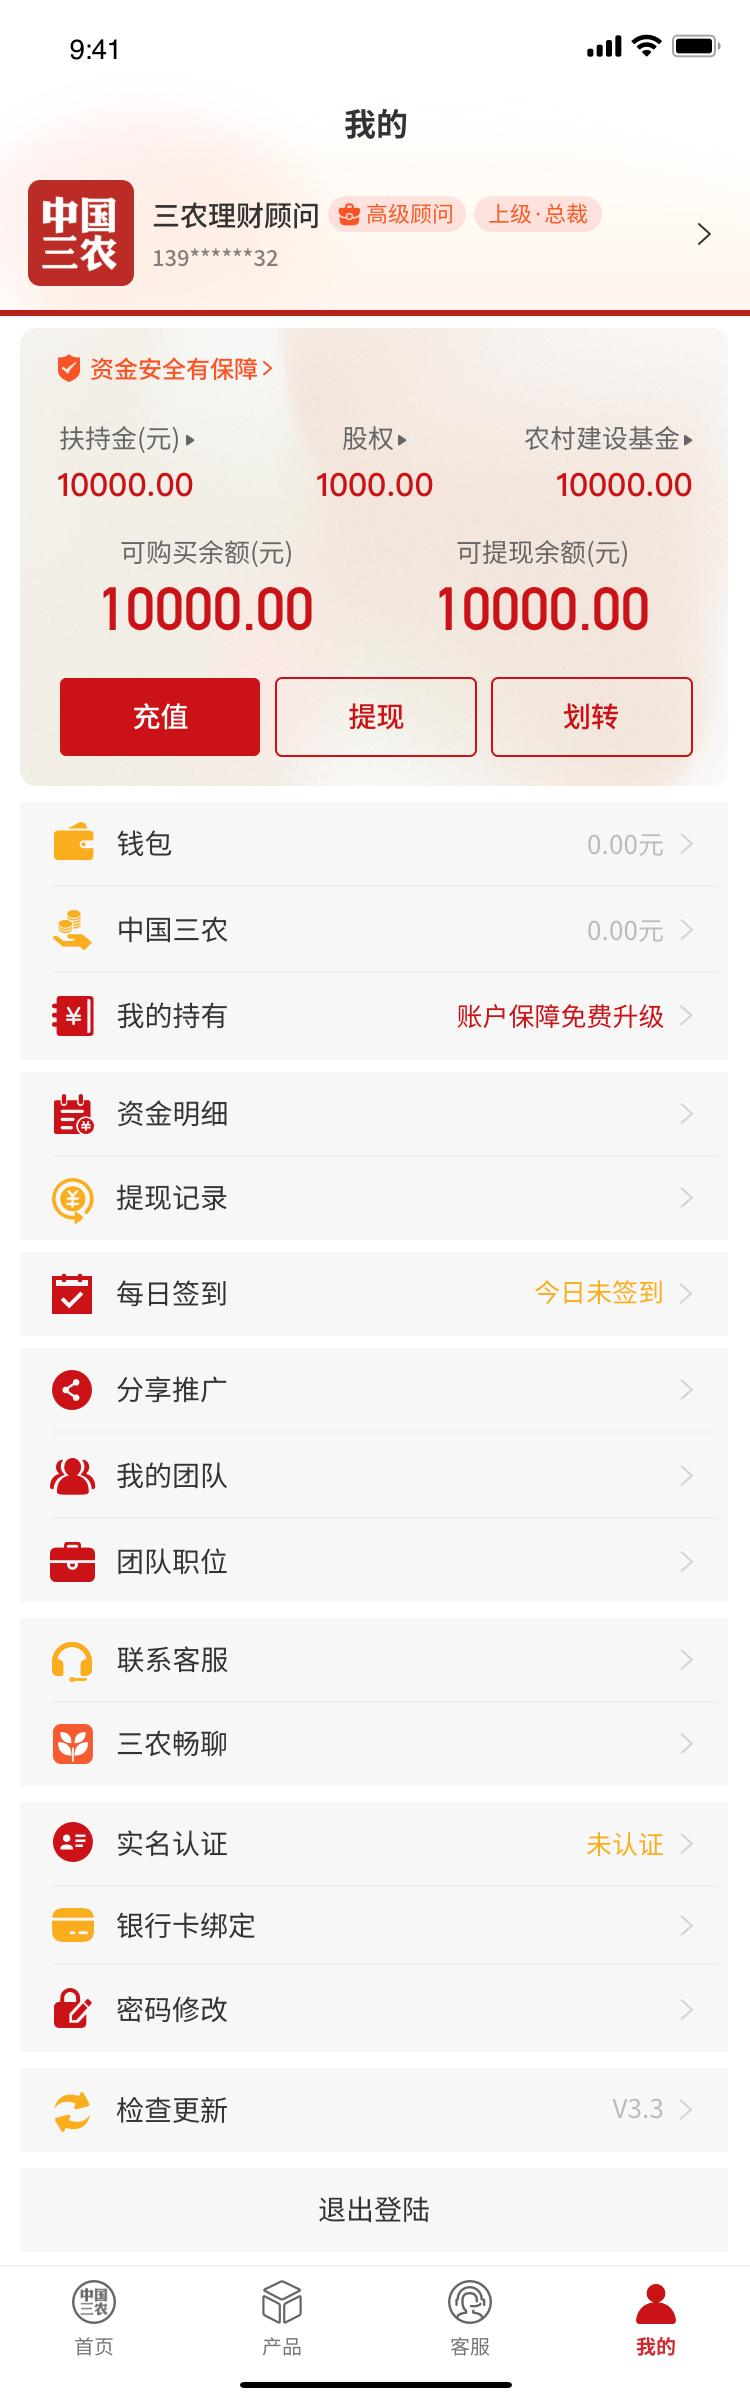 9:41
我的
中国
三农
三农理财顾问 高级顾问 上级·总裁
139******32
资金安全有保障
扶持金(元) 股权 农村建设基金
10000.00 1000.00 10000.00
可购买余额(元) 可提现余额(元)
10000.00 10000.00
充值 提现 划转
钱包 0.00元
中国三农 0.00元
我的持有 账户保障免费升级
资金明细
提现记录
每日签到 今日未签到
分享推广
我的团队
团队职位
联系客服
三农畅聊
实名认证 未认证
银行卡绑定
密码修改
检查更新 V3.3
退出登陆
中国
三农
首页 产品 客服 我的